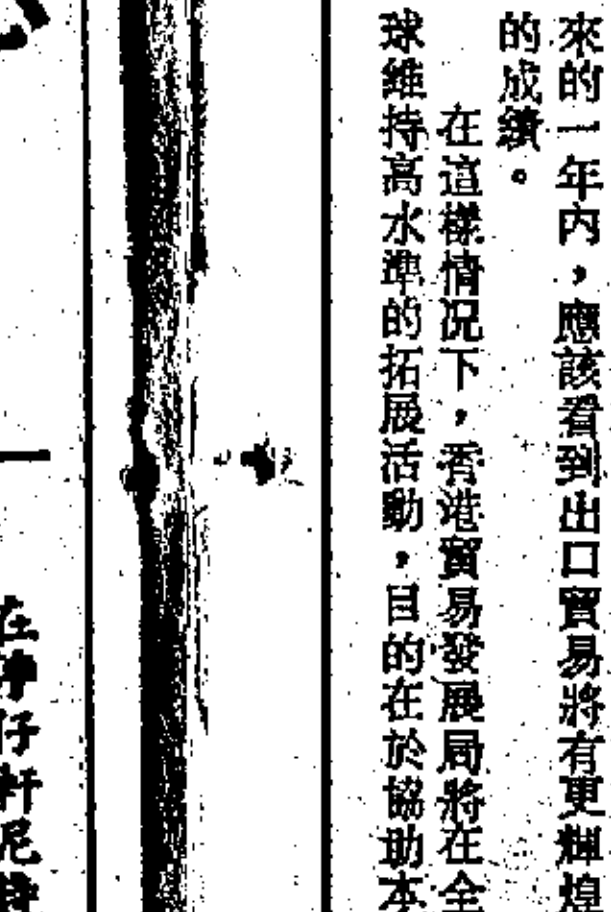 來的一年內，應該看到出口貿易將有更輝煌
的成績。
在這樣情況下，香港貿易發展局將在全
球維持高水準的拓展活動，目的在於協助本